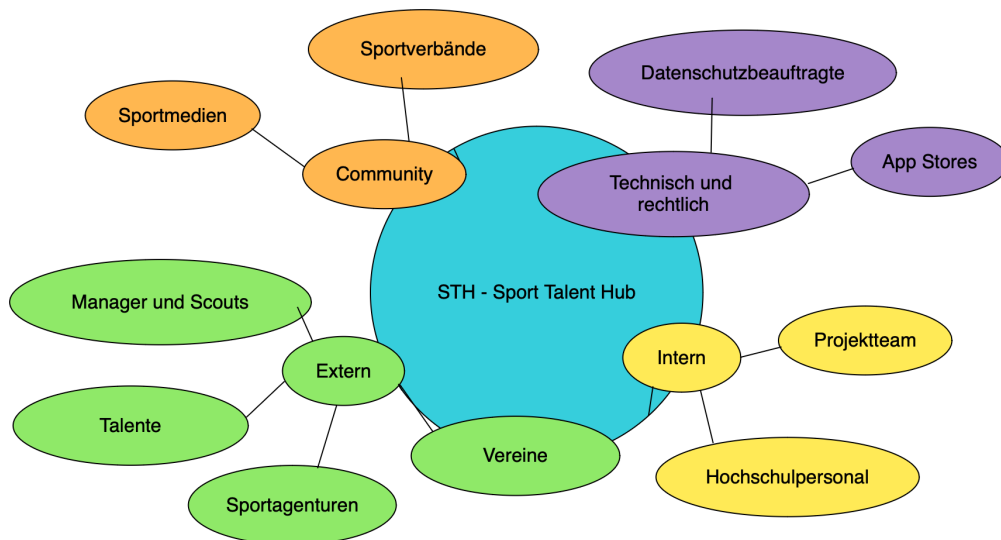 Sportverbände
Datenschutzbeauftragte
Sportmedien
App Stores
Community
Technisch und
rechtlich
STH - Sport Talent Hub
Manager und Scouts
Projektteam
Intern
Extern
Talente
Vereine
Hochschulpersonal
Sportagenturen